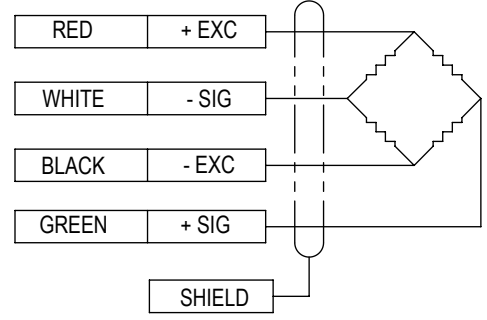 RED + EXC
WHITE - SIG
BLACK - EXC
GREEN + SIG
SHIELD